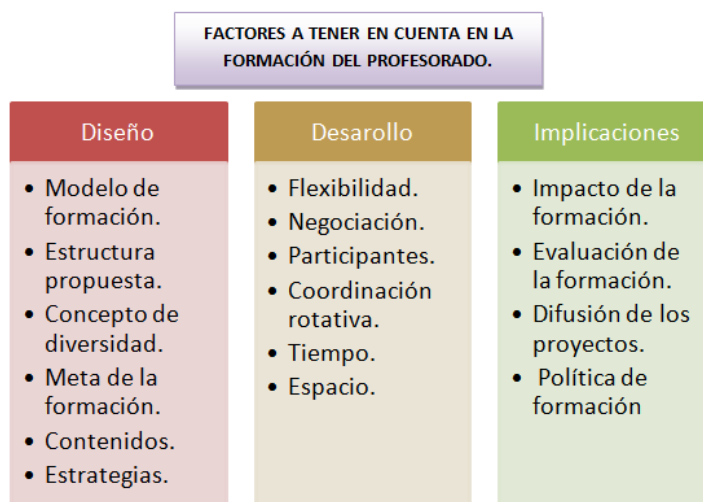 FACTORES A TENER EN CUENTA EN LA
FORMACIÓN DEL PROFESORADO.
Diseño
• Modelo de
formación.
• Estructura
propuesta.
• Concepto de
diversidad.
• Meta de la
formación.
• Contenidos.
• Estrategias.
Desarollo
• Flexibilidad.
• Negociación.
• Participantes.
• Coordinación
rotativa.
• Tiempo.
• Espacio.
Implicaciones
• Impacto de la
formación.
• Evaluación de
la formación.
• Difusión de los
proyectos.
• Política de
formación